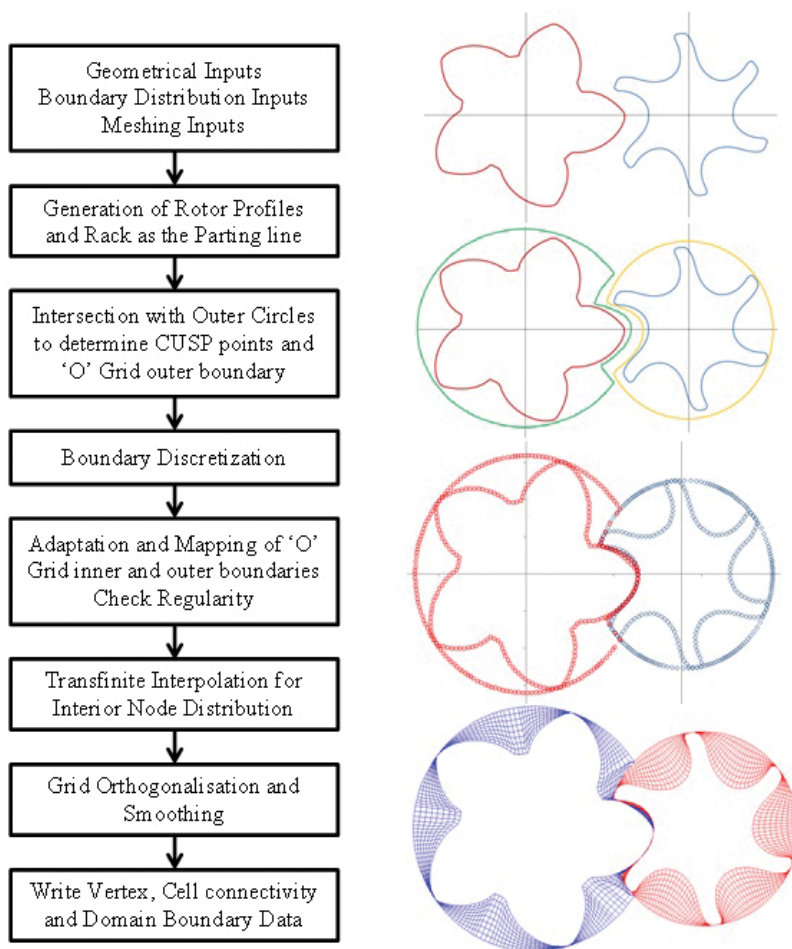 Geometrical Inputs
Boundary Distribution Inputs
Meshing Inputs
Generation of Rotor Profiles
and Rack as the Parting line
Intersection with Outer Circles
to determine CUSP points and
‘O’ Grid outer boundary
Boundary Discretization
Adaptation and Mapping of ‘O’
Grid inner and outer boundaries
Check Regularity
Transfinite Interpolation for
Interior Node Distribution
Grid Orthogonalisation and
Smoothing
Write Vertex, Cell connectivity
and Domain Boundary Data